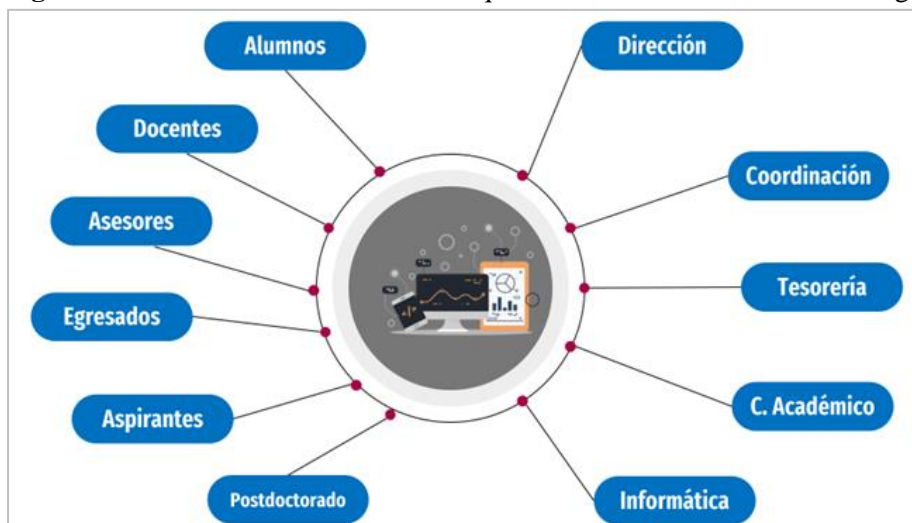 Alumnos
Dirección
Docentes
Coordinación
Asesores
Tesorería
Egresados
C. Académico
Aspirantes
Postdoctorado
Informática